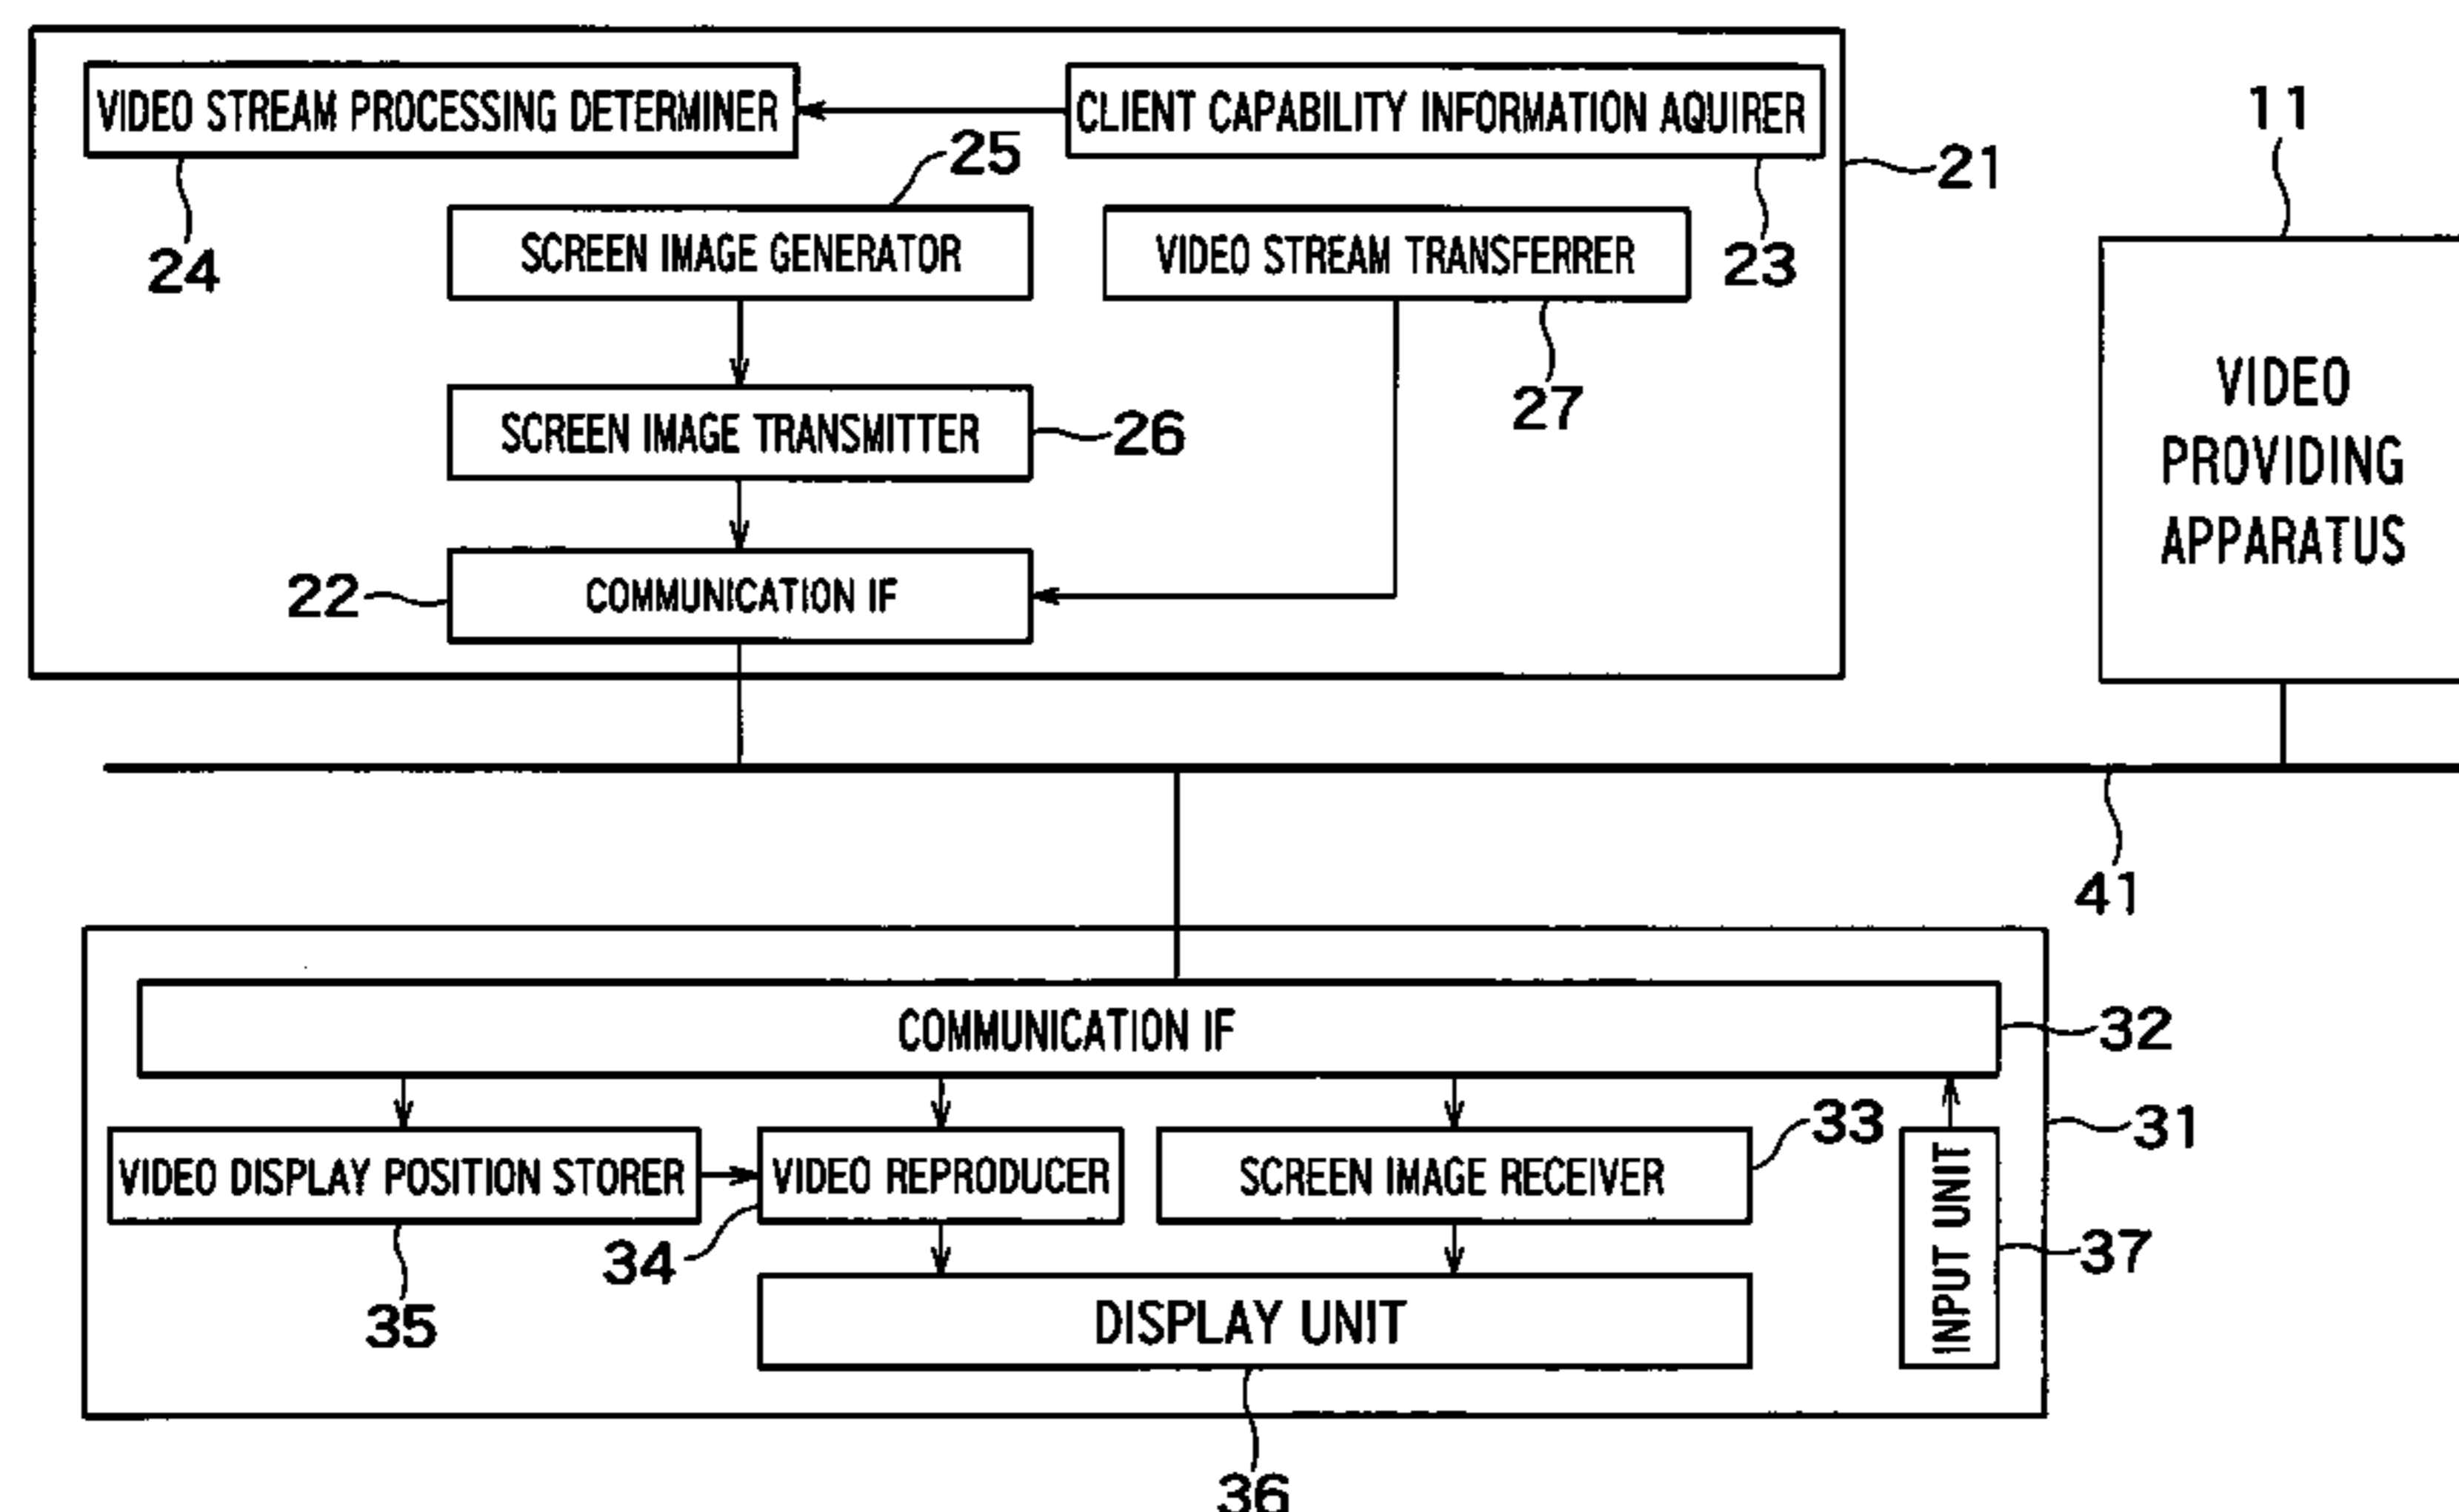 VIDEO STREAM PROCESSING DETERMINER
CLIENT CAPABILITY INFORMATION AQUIRER
11
25
21
SCREEN IMAGE GENERATOR
VIDEO STREAM TRANSFERRER
24
23
VIDEO
PROVIDING
APPARATUS
SCREEN IMAGE TRANSMITTER
26
27
22
COMMUNICATION IF
41
COMMUNICATION IF
32
33
31
VIDEO DISPLAY POSITION STORER
VIDEO REPRODUCER
SCREEN IMAGE RECEIVER
INPUT UNIT
34
37
35
DISPLAY UNIT
36